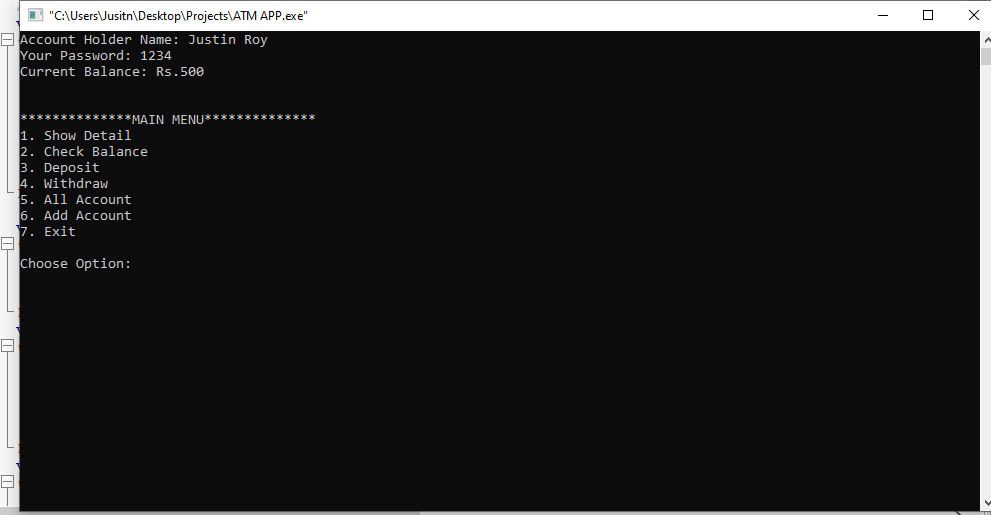 "C:\Users\Jusitn\Desktop\Projects\ATM APP.exe"
Account Holder Name: Justin Roy
Your Password: 1234
Current Balance: Rs.500
**************MAIN MENU**************
1. Show Detail
2. Check Balance
3. Deposit
4. Withdraw
5. All Account
6. Add Account
7. Exit
Choose Option: